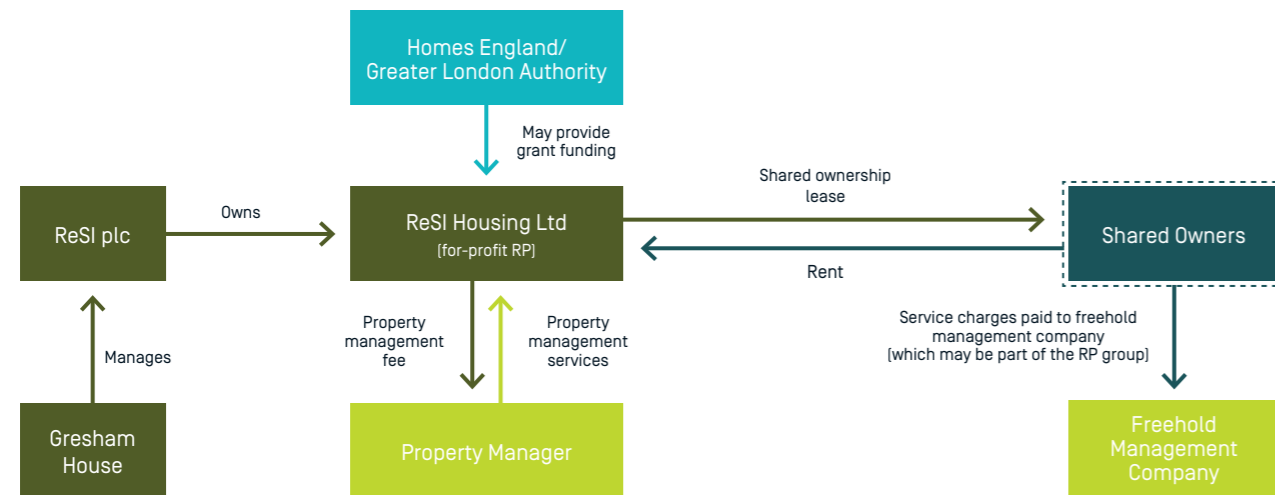 Homes England/
Greater London Authority
May provide
grant funding
ReSI plc
Owns
ReSI Housing Ltd
(for-profit RP)
Shared ownership
lease
Rent
Shared Owners
Manages
Property
management
fee
Property
management
services
Service charges paid to freehold
management company
(which may be part of the RP group)
Gresham
House
Property Manager
Freehold
Management
Company